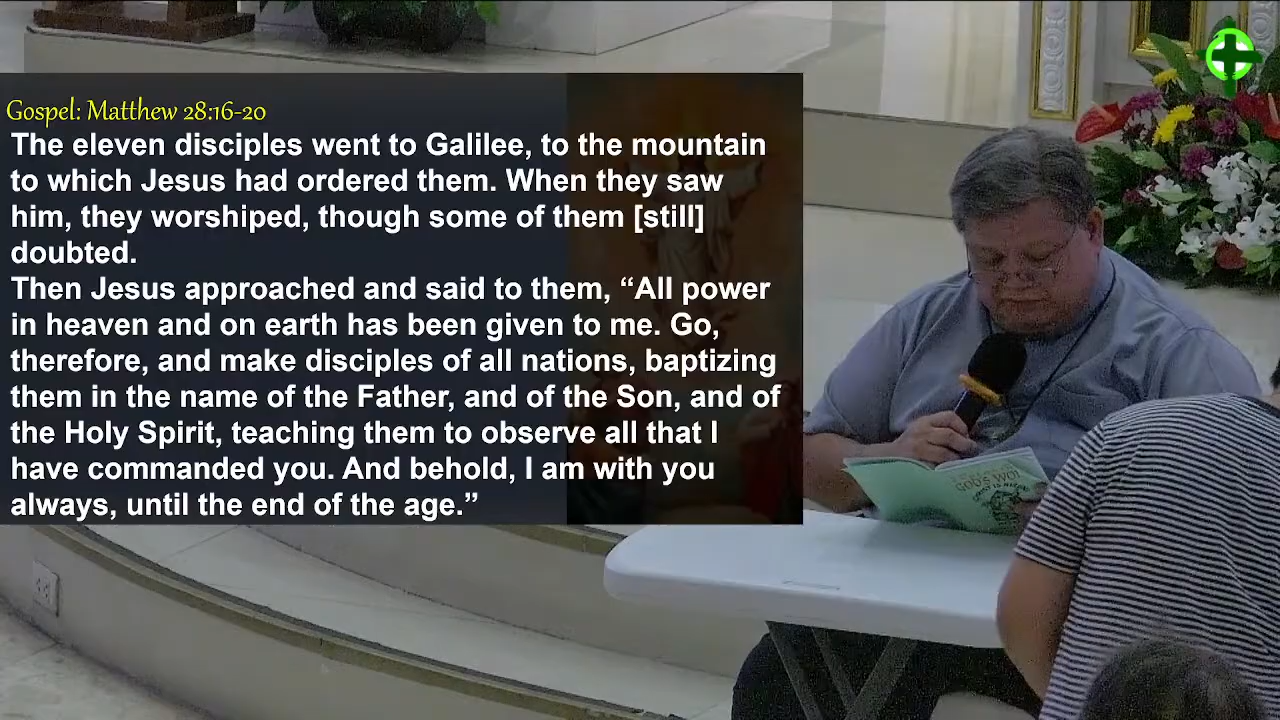 Gospel: Matthew 28:16-20
The eleven disciples went to Galilee, to the mountain
to which Jesus had ordered them. When they saw
him, they worshiped, though some of them [still]
doubted.
Then Jesus approached and said to them, “All power
in heaven and on earth has been given to me. Go,
therefore, and make disciples of all nations, baptizing
them in the name of the Father, and of the Son, and of
the Holy Spirit, teaching them to observe all that I
have commanded you. And behold, I am with you
always, until the end of the age.”
GOD'S